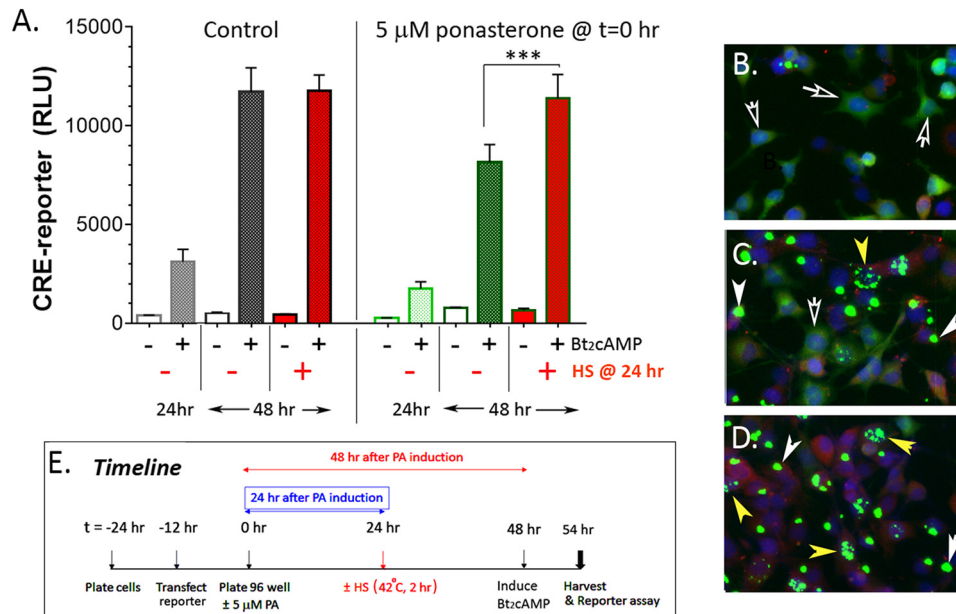 A.
Control
5 μM ponasterone @ t=0 hr
***
CRE-reporter (RLU)
15000
10000
5000
0
- + - + - + - + - + - + Bt₂cAMP
- - + - - + HS @ 24 hr
24hr 48 hr 24hr 48 hr
B.
B.
C.
D.
E. Timeline
48 hr after PA induction
24 hr after PA induction
t = -24 hr -12 hr 0 hr 24 hr 48 hr 54 hr
Plate cells Transfect Plate 96 well ± HS (42°C, 2 hr) Induce Harvest
reporter ± 5 μM PA Bt₂cAMP & Reporter assay